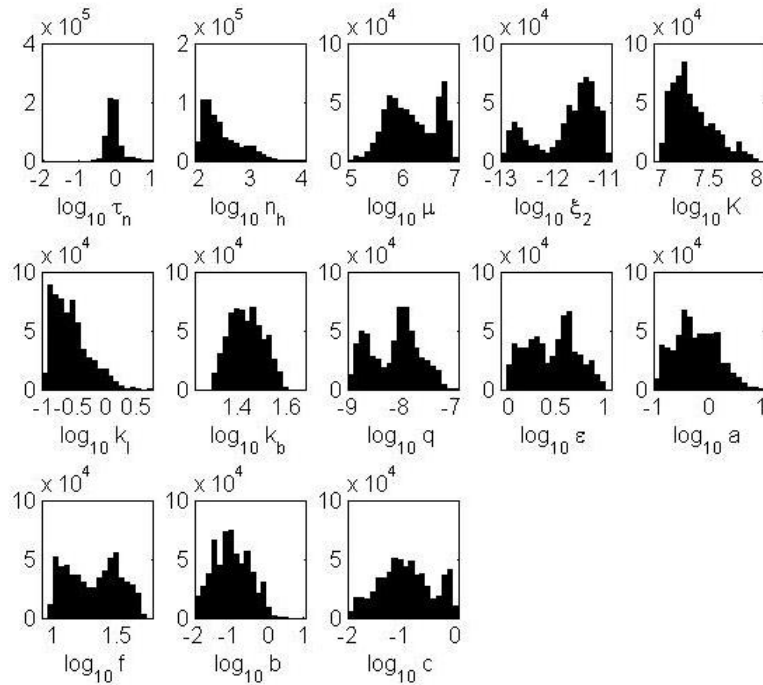 x 10^5 x 10^5 x 10^4 x 10^4 x 10^4
4 2 10 10 10
2 1 5 5 5
0 0 0 0 0
-2 -1 0 1 2 3 4 5 6 7 -13 -12 -11 7 7.5 8
log10 τn log10 nh log10 μ log10 ξ2 log10 K
x 10^4 x 10^4 x 10^4 x 10^4 x 10^4
10 10 10 10 10
5 5 5 5 5
0 0 0 0 0
-1 -0.5 0 0.5 1.4 1.6 -9 -8 -7 0 0.5 1 -1 0 1
log10 kl log10 kb log10 q log10 ε log10 a
x 10^4 x 10^4 x 10^4
10 10 10
5 5 5
0 0 0
1 1.5 -2 -1 0 1 -2 -1 0
log10 f log10 b log10 c